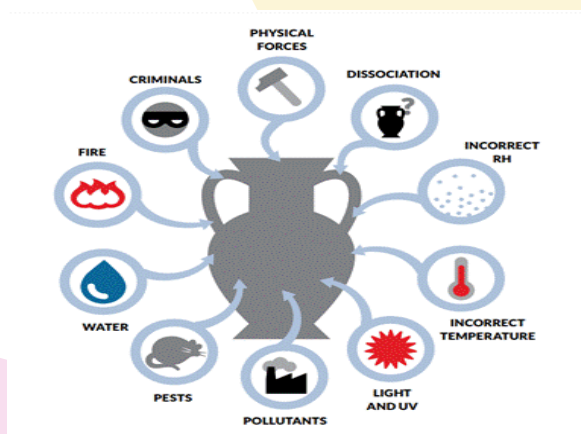 PHYSICAL
FORCES
DISSOCIATION
INCORRECT
RH
INCORRECT
TEMPERATURE
LIGHT
AND UV
POLLUTANTS
PESTS
WATER
FIRE
CRIMINALS
?